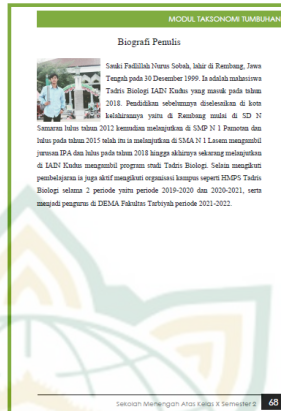 MODUL TAKSONOMI TUMBUHAN
Biografi Penulis
Sauki Fadlillah Nurus Sobah, lahir di Rembang, Jawa
Tengah pada 30 Desember 1999. Ia adalah mahasiswa
Tadris Biologi IAIN Kudus yang masuk pada tahun
2018. Pendidikan sebelumnya diselesaikan di kota
kelahirannya yaitu di Rembang mulai di SD N
Samaran lulus tahun 2012 kemudian melanjutkan di SMP N 1 Pamotan dan
lulus pada tahun 2015 telah itu ia melanjutkan di SMA N 1 Lasem mengambil
jurusan IPA dan lulus pada tahun 2018 hingga akhirnya sekarang melanjutkan
di IAIN Kudus mengambil program studi Tadris Biologi. Selain mengikuti
pembelajaran ia juga aktif mengikuti organisasi kampus seperti HMPS Tadris
Biologi selama 2 periode yaitu periode 2019-2020 dan 2020-2021, serta
menjadi pengurus di DEMA Fakultas Tarbiyah periode 2021-2022.
Sekolah Menengah Atas Kelas X Semester 2 68